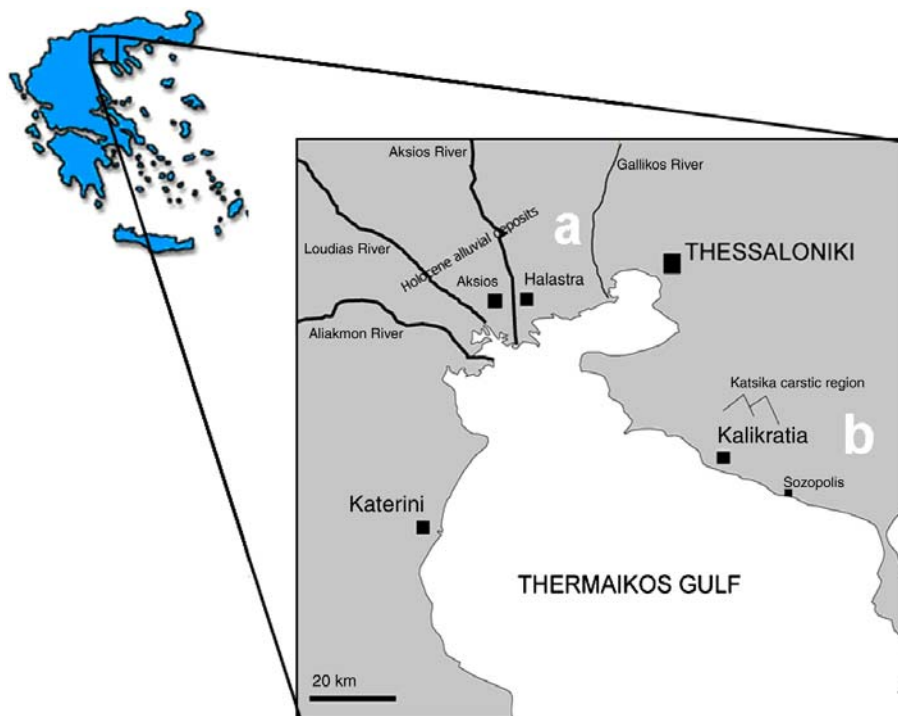 Aksios River
Gallikos River
a
THESSALONIKI
Loudias River
Holocene alluvial deposits
Aksios
Halastra
Aliakmon River
Katsika carstic region
b
Kalikratia
Sozopolis
Katerini
THERMAIKOS GULF
20 km